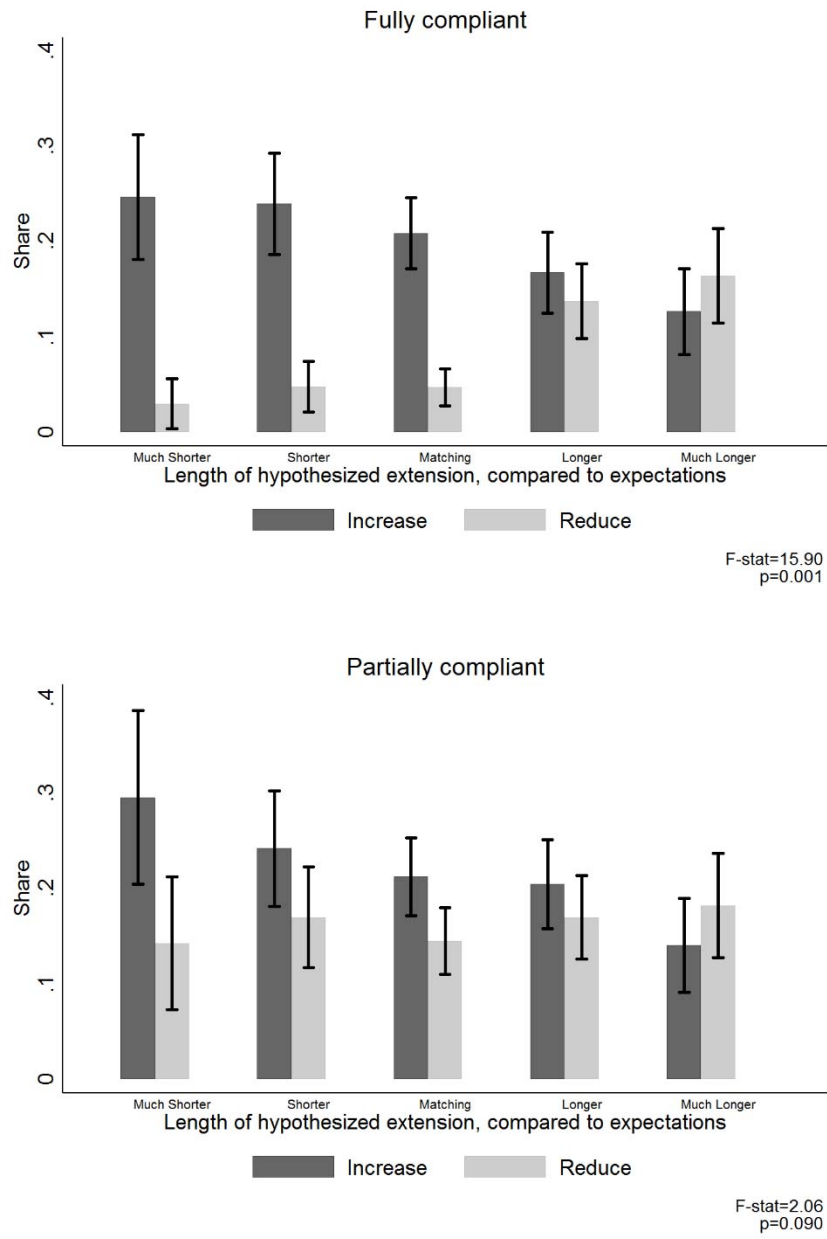 Fully compliant
.4
.3
.2
.1
0
Share
Much Shorter Shorter Matching Longer Much Longer
Length of hypothesized extension, compared to expectations
Increase Reduce
F-stat=15.90
p=0.001
Partially compliant
.4
.3
.2
.1
0
Share
Much Shorter Shorter Matching Longer Much Longer
Length of hypothesized extension, compared to expectations
Increase Reduce
F-stat=2.06
p=0.090